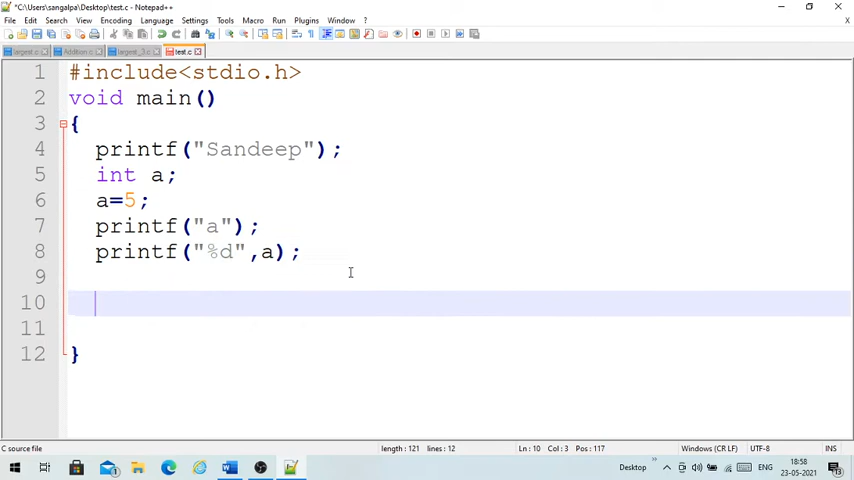 *C:\Users\sangalpa\Desktop\test.c - Notepad++
File Edit Search View Encoding Language Settings Tools Macro Run Plugins Window ?
largest.c Addition.c largest_3.c test.c
1 #include<stdio.h>
2 void main()
3 {
4 printf("Sandeep");
5 int a;
6 a=5;
7 printf("a");
8 printf("%d",a);
9
10
11
12 }
C source file length : 121 lines : 12 Ln : 10 Col : 3 Pos : 117 Windows (CR LF) UTF-8 INS
Desktop ENG 18:58
23-05-2021